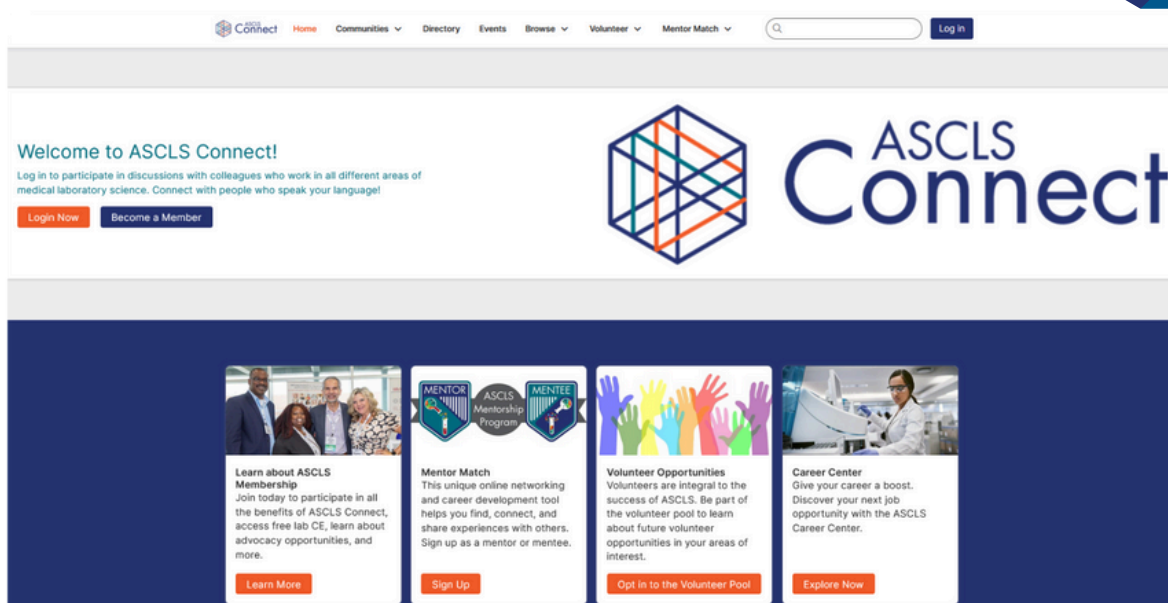 ASCLS
Connect
Home
Communities
Directory
Events
Browse
Volunteer
Mentor Match
Log in
Welcome to ASCLS Connect!
Log in to participate in discussions with colleagues who work in all different areas of
medical laboratory science. Connect with people who speak your language!
Login Now
Become a Member
ASCLS
Connect
Learn about ASCLS
Membership
Join today to participate in all
the benefits of ASCLS Connect,
access free lab CE, learn about
advocacy opportunities, and
more.
Learn More
MENTOR
ASCLS
Mentorship
Program
MENTEE
Mentor Match
This unique online networking
and career development tool
helps you find, connect, and
share experiences with others.
Sign up as a mentor or mentee.
Sign Up
Volunteer Opportunities
Volunteers are integral to the
success of ASCLS. Be part of
the volunteer pool to learn
about future volunteer
opportunities in your areas of
interest.
Opt in to the Volunteer Pool
Career Center
Give your career a boost.
Discover your next job
opportunity with the ASCLS
Career Center.
Explore Now